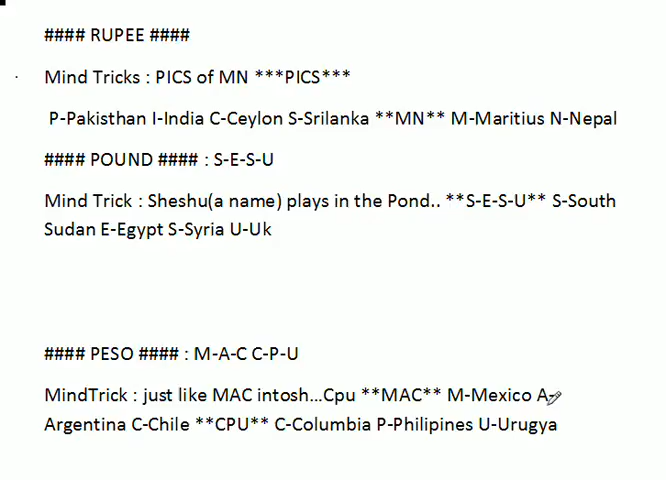 #### RUPEE ####
Mind Tricks : PICS of MN ***PICS***
P-Pakisthan I-India C-Ceylon S-Srilanka **MN** M-Maritius N-Nepal
#### POUND #### : S-E-S-U
Mind Trick : Sheshu(a name) plays in the Pond.. **S-E-S-U** S-South
Sudan E-Egypt S-Syria U-Uk
#### PESO #### : M-A-C C-P-U
MindTrick : just like MAC intosh...Cpu **MAC** M-Mexico A-
Argentina C-Chile **CPU** C-Columbia P-Philipines U-Urugya